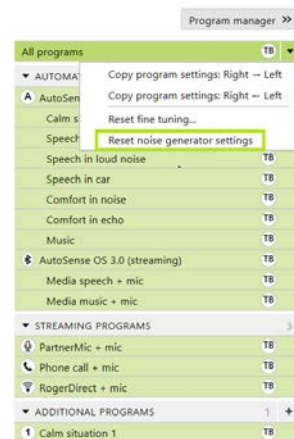 Program manager >>
All programs TB
AUTOMA
Copy program settings: Right → Left
A AutoSen
Copy program settings: Right ← Left
Calm s
Reset fine tuning...
Speech
Reset noise generator settings
Speech in loud noise TB
Speech in car TB
Comfort in noise TB
Comfort in echo TB
Music TB
AutoSense OS 3.0 (streaming) TB
Media speech + mic TB
Media music + mic TB
STREAMING PROGRAMS 3
PartnerMic + mic TB
Phone call + mic TB
RogerDirect + mic TB
ADDITIONAL PROGRAMS 1 +
1 Calm situation 1 TB